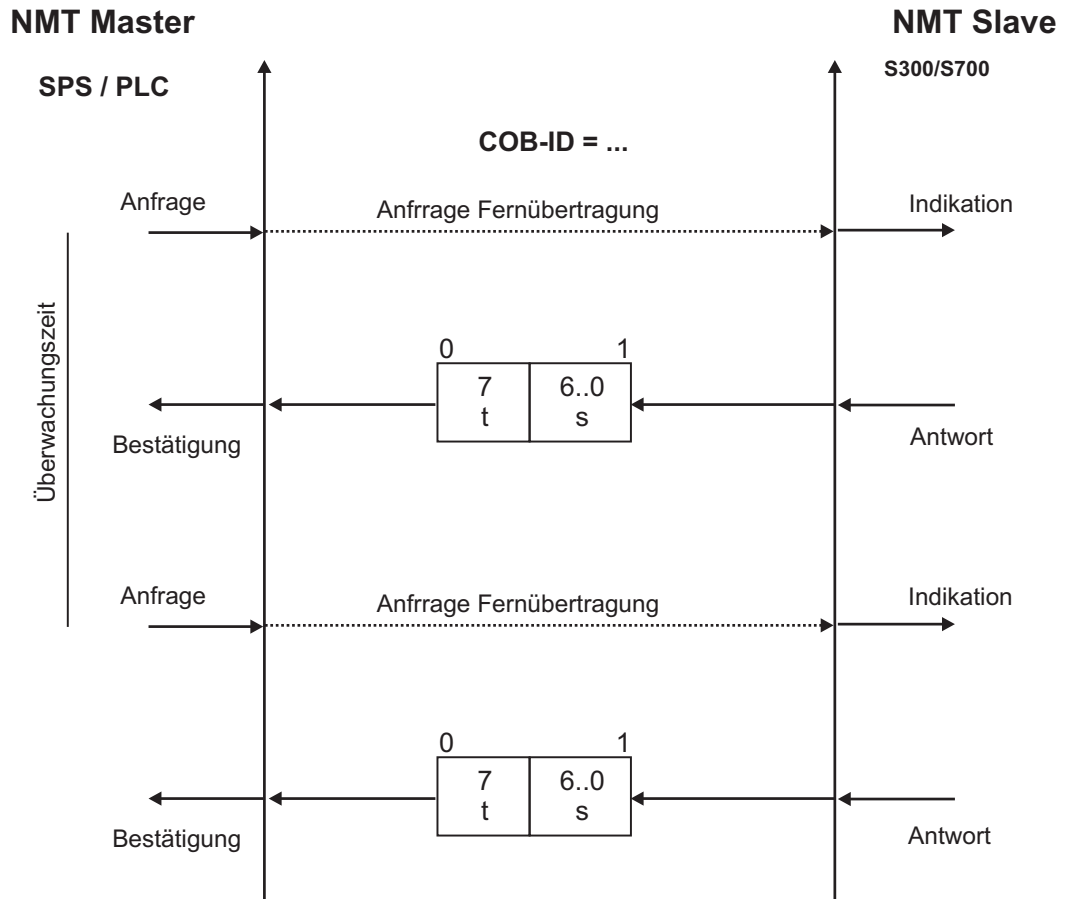 NMT Master
NMT Slave
SPS / PLC
S300/S700
COB-ID = ...
Anfrage
Anfrrage Fernübertragung
Indikation
Überwachungszeit
0 1
7 6..0
t s
Bestätigung
Antwort
Anfrage
Anfrrage Fernübertragung
Indikation
0 1
7 6..0
t s
Bestätigung
Antwort